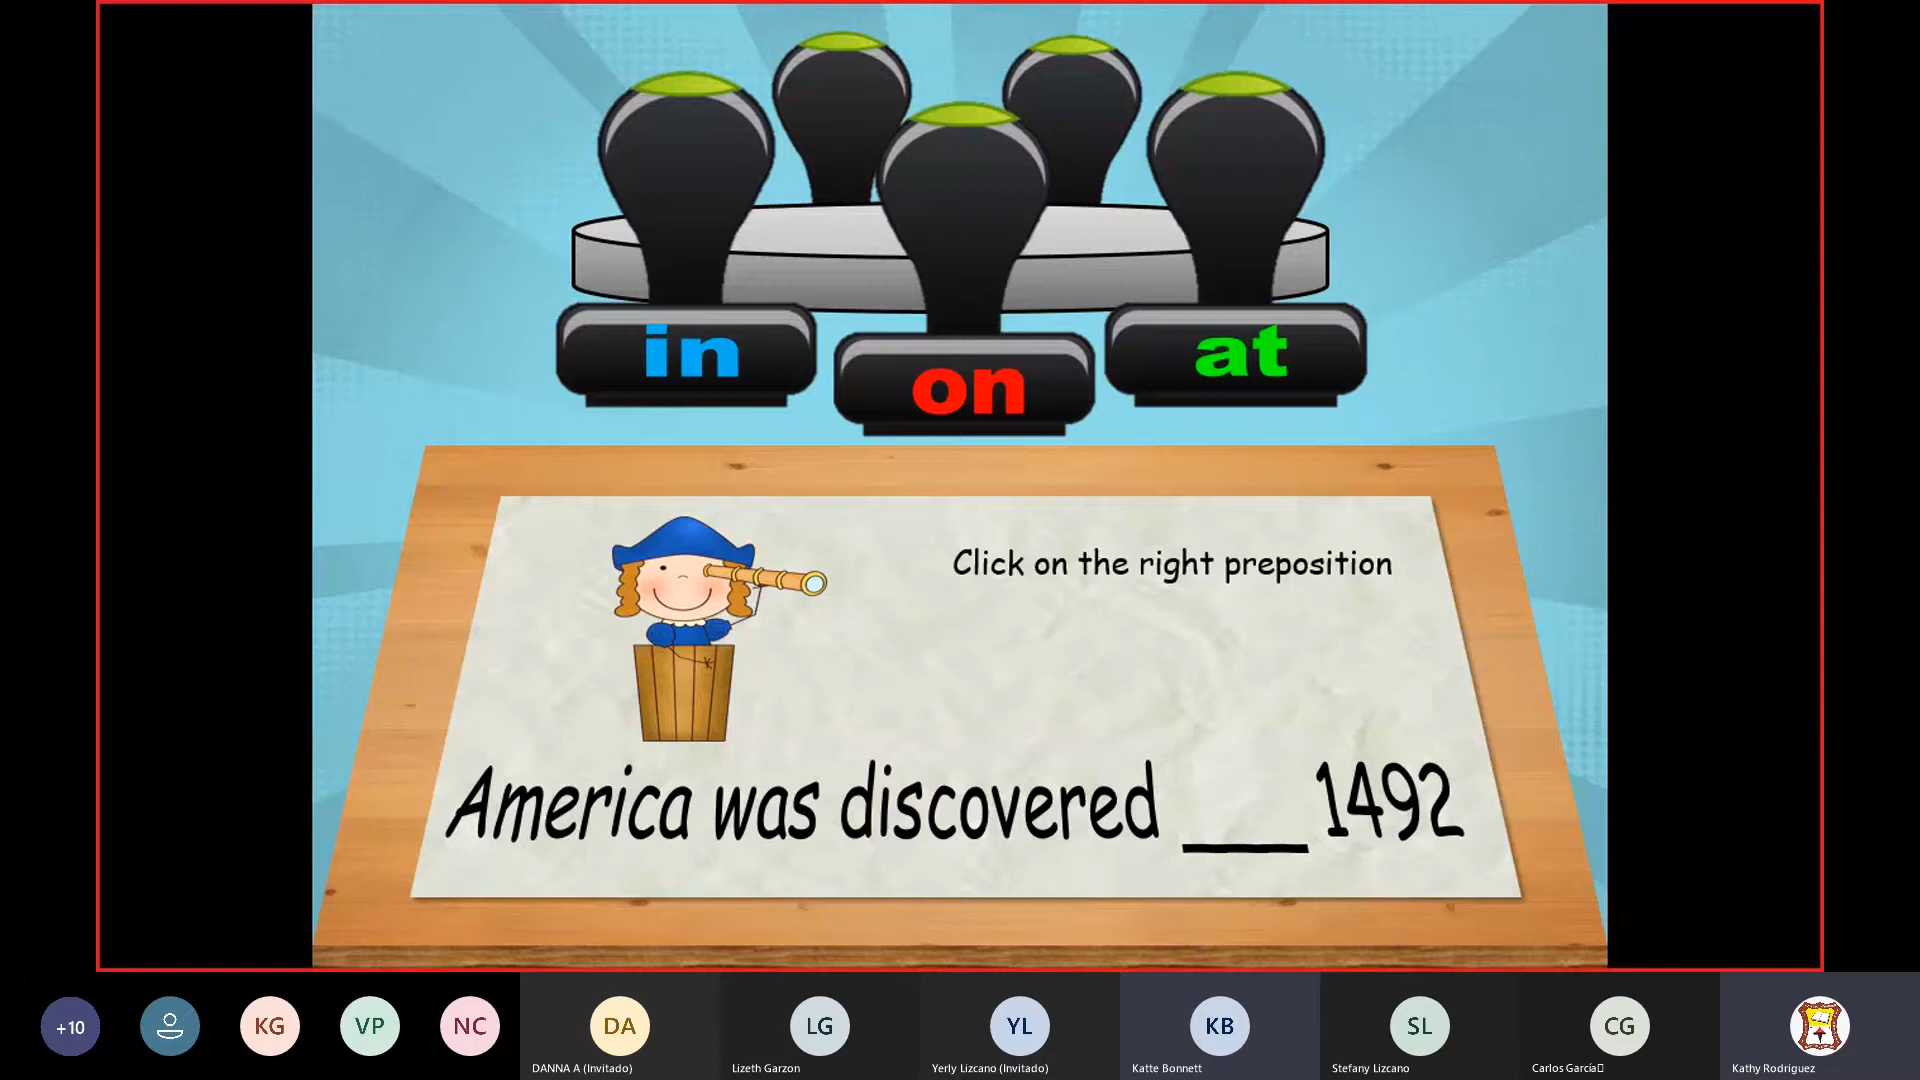 in
on
at
Click on the right preposition
America was discovered ___ 1492
+10
KG
VP
NC
DA
LG
YL
KB
SL
CG
DANNA A (Invitado)
Lizeth Garzon
Yerly Lizcano (Invitado)
Katte Bonnett
Stefany Lizcano
Carlos García
Kathy Rodriguez